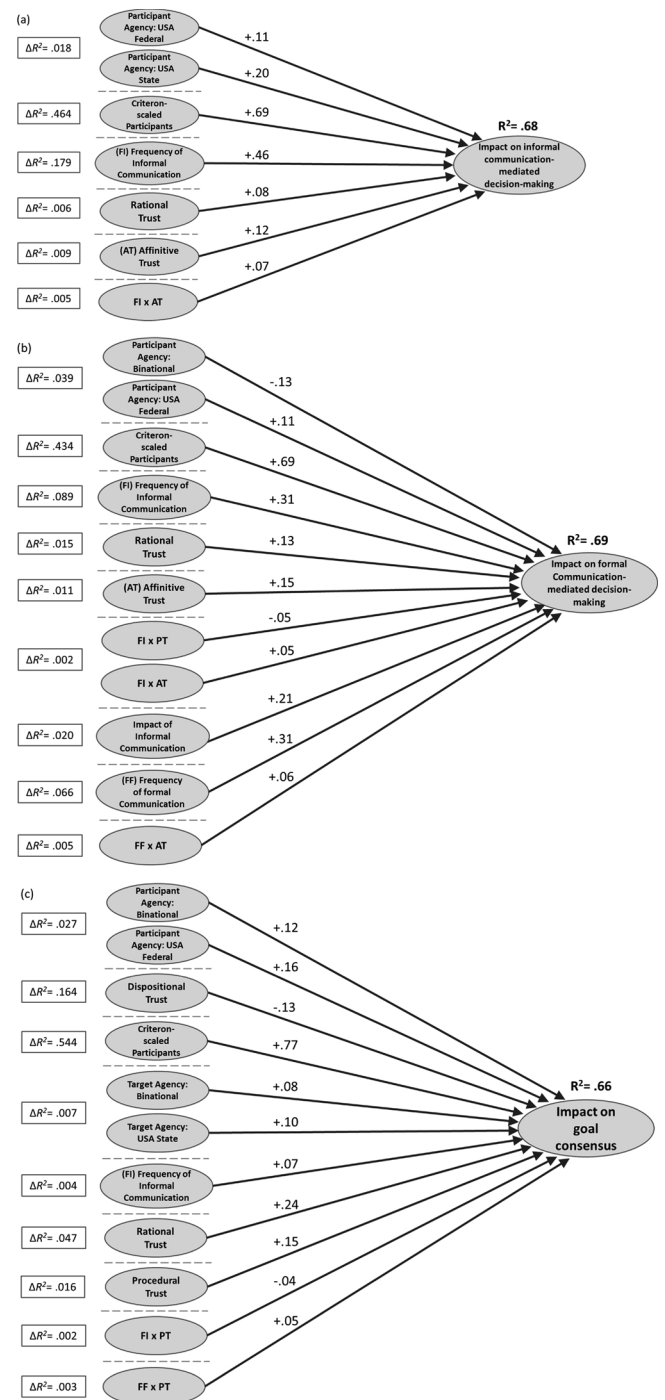 (a)
Participant
Agency: USA
Federal
+.11
ΔR²= .018
Participant
Agency: USA
State
+.20
ΔR²= .464
Criteron-
scaled
Participants
+.69
R²= .68
ΔR²= .179
(FI) Frequency of
Informal
Communication
+.46
Impact on informal
communication-
mediated
decision-making
ΔR²= .006
Rational
Trust
+.08
ΔR²= .009
(AT) Affinitive
Trust
+.12
ΔR²= .005
FI x AT
+.07
(b)
Participant
Agency:
Binational
-.13
ΔR²= .039
Participant
Agency: USA
Federal
+.11
ΔR²= .434
Criteron-
scaled
Participants
+.69
ΔR²= .089
(FI) Frequency of
Informal
Communication
+.31
ΔR²= .015
Rational
Trust
+.13
R²= .69
Impact on formal
Communication-
mediated decision-
making
ΔR²= .011
(AT) Affinitive
Trust
+.15
FI x PT
-.05
ΔR²= .002
FI x AT
+.05
ΔR²= .020
Impact of
Informal
Communication
+.21
ΔR²= .066
(FF) Frequency
of formal
Communication
+.31
ΔR²= .005
FF x AT
+.06
(c)
Participant
Agency:
Binational
+.12
ΔR²= .027
Participant
Agency: USA
Federal
+.16
ΔR²= .164
Dispositional
Trust
-.13
ΔR²= .544
Criteron-
scaled
Participants
+.77
Target Agency:
Binational
+.08
R²= .66
ΔR²= .007
Target Agency:
USA State
+.10
Impact on
goal
consensus
ΔR²= .004
(FI) Frequency of
Informal
Communication
+.07
ΔR²= .047
Rational
Trust
+.24
ΔR²= .016
Procedural
Trust
+.15
ΔR²= .002
FI x PT
-.04
ΔR²= .003
FF x PT
+.05